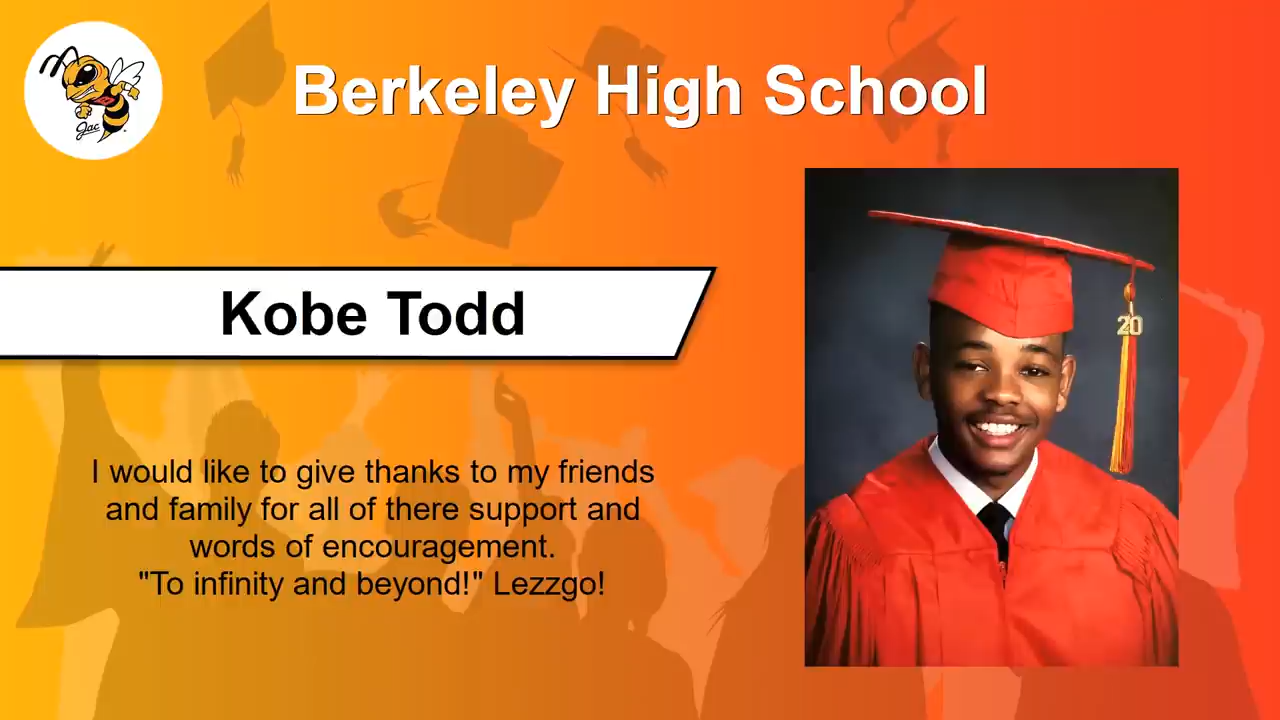 Jac
Berkeley High School
20
Kobe Todd
I would like to give thanks to my friends
and family for all of there support and
words of encouragement.
"To infinity and beyond!" Lezzgo!